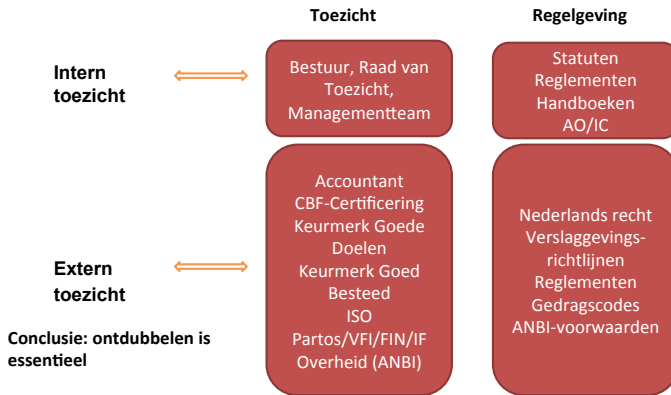 Toezicht
Regelgeving
Intern
toezicht
Bestuur, Raad van
Toezicht,
Managementteam
Statuten
Reglementen
Handboeken
AO/IC
Extern
toezicht
Accountant
CBF-Certificering
Keurmerk Goede
Doelen
Keurmerk Goed
Besteed
ISO
Partos/VFI/FIN/IF
Overheid (ANBI)
Nederlands recht
Verslaggevings-
richtlijnen
Reglementen
Gedragscodes
ANBI-voorwaarden
Conclusie: ontdubbelen is
essentieel